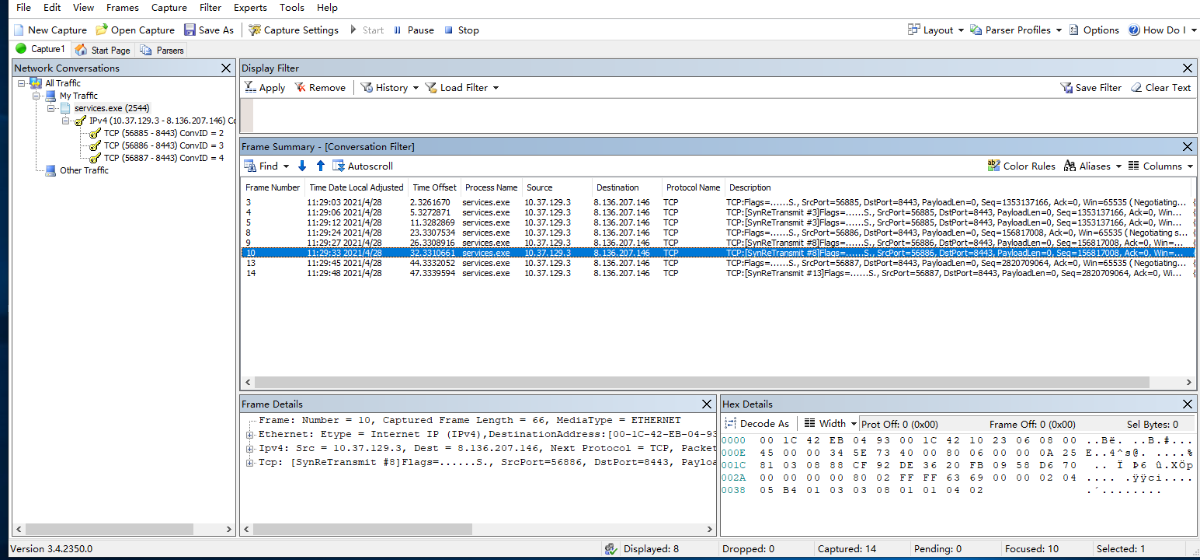 File Edit View Frames Capture Filter Experts Tools Help
New Capture Open Capture Save As Capture Settings Start Pause Stop Layout Parser Profiles Options How Do I
Capture1 Start Page Parsers
Network Conversations
All Traffic
My Traffic
services.exe (2544)
IPv4 (10.37.129.3 - 8.136.207.146) Co
TCP (56885 - 8443) ConvID = 2
TCP (56886 - 8443) ConvID = 3
TCP (56887 - 8443) ConvID = 4
Other Traffic
Display Filter
Apply Remove History Load Filter Save Filter Clear Text
Frame Summary - [Conversation Filter]
Find Autoscroll Color Rules Aliases Columns
Frame Number Time Date Local Adjusted Time Offset Process Name Source Destination Protocol Name Description
3 11:29:03 2021/4/28 2.3261670 services.exe 10.37.129.3 8.136.207.146 TCP TCP:Flags=......S., SrcPort=56885, DstPort=8443, PayloadLen=0, Seq=1353137166, Ack=0, Win=65535 ( Negotiating...
4 11:29:06 2021/4/28 5.3272871 services.exe 10.37.129.3 8.136.207.146 TCP TCP:[SynReTransmit #3]Flags=......S., SrcPort=56885, DstPort=8443, PayloadLen=0, Seq=1353137166, Ack=0, Win...
5 11:29:12 2021/4/28 11.3282869 services.exe 10.37.129.3 8.136.207.146 TCP TCP:[SynReTransmit #3]Flags=......S., SrcPort=56885, DstPort=8443, PayloadLen=0, Seq=1353137166, Ack=0, Win...
8 11:29:24 2021/4/28 23.3307534 services.exe 10.37.129.3 8.136.207.146 TCP TCP:Flags=......S., SrcPort=56886, DstPort=8443, PayloadLen=0, Seq=156817008, Ack=0, Win=65535 ( Negotiating s...
9 11:29:27 2021/4/28 26.3308916 services.exe 10.37.129.3 8.136.207.146 TCP TCP:[SynReTransmit #8]Flags=......S., SrcPort=56886, DstPort=8443, PayloadLen=0, Seq=156817008, Ack=0, Win=...
10 11:29:33 2021/4/28 32.3310661 services.exe 10.37.129.3 8.136.207.146 TCP TCP:[SynReTransmit #8]Flags=......S., SrcPort=56886, DstPort=8443, PayloadLen=0, Seq=156817008, Ack=0, Win=...
13 11:29:45 2021/4/28 44.3332052 services.exe 10.37.129.3 8.136.207.146 TCP TCP:Flags=......S., SrcPort=56887, DstPort=8443, PayloadLen=0, Seq=2820709064, Ack=0, Win=65535 ( Negotiating...
14 11:29:48 2021/4/28 47.3339594 services.exe 10.37.129.3 8.136.207.146 TCP TCP:[SynReTransmit #13]Flags=......S., SrcPort=56887, DstPort=8443, PayloadLen=0, Seq=2820709064, Ack=0, Wi...
Frame Details
Frame: Number = 10, Captured Frame Length = 66, MediaType = ETHERNET
Ethernet: Etype = Internet IP (IPv4),DestinationAddress:[00-1C-42-EB-04-93
Ipv4: Src = 10.37.129.3, Dest = 8.136.207.146, Next Protocol = TCP, Packet
Tcp: [SynReTransmit #8]Flags=......S., SrcPort=56886, DstPort=8443, Paylo
Hex Details
Decode As Width Prot Off: 0 (0x00) Frame Off: 0 (0x00) Sel Bytes: 0
0000 00 1C 42 EB 04 93 00 1C 42 10 23 06 08 00 ..Bë...B.#...
000E 45 00 00 34 5E 73 40 00 80 06 00 00 0A 25 E..4^s@. ....%
001C 81 03 08 88 CF 92 DE 36 20 FB 09 58 D6 70 .. Ï Þ6 û.XÖp
002A 00 00 00 00 80 02 FF FF 63 69 00 00 02 04 .... .ÿÿci....
0038 05 B4 01 03 03 08 01 01 04 02 .´........
Version 3.4.2350.0 Displayed: 8 Dropped: 0 Captured: 14 Pending: 0 Focused: 10 Selected: 1